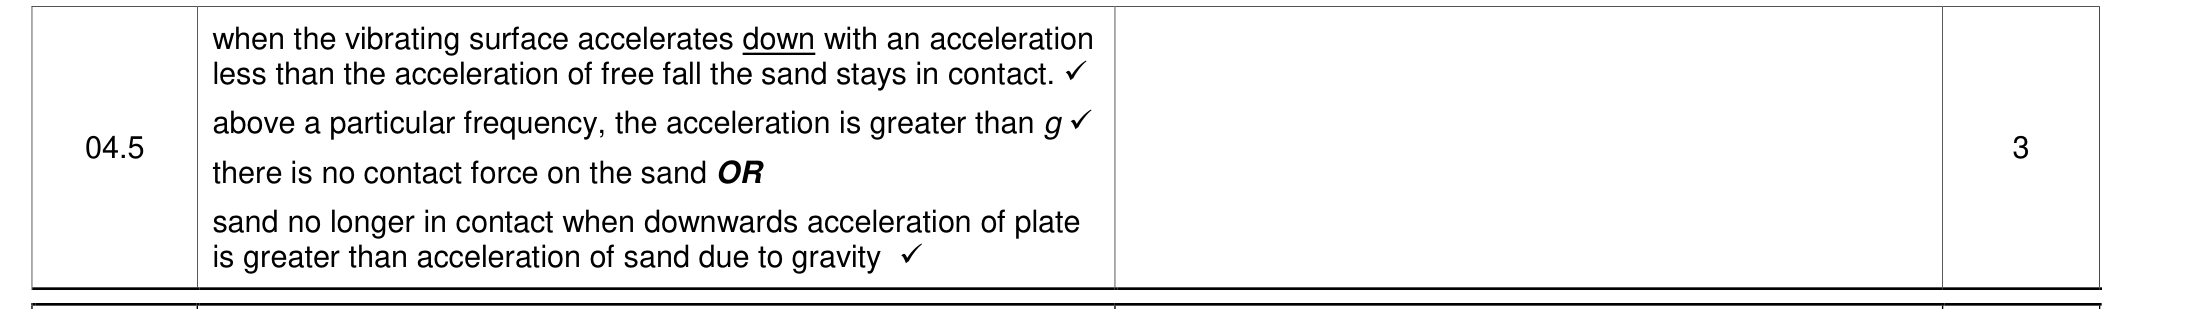 04.5
when the vibrating surface accelerates down with an acceleration
less than the acceleration of free fall the sand stays in contact. ✓
above a particular frequency, the acceleration is greater than g ✓
there is no contact force on the sand OR
sand no longer in contact when downwards acceleration of plate
is greater than acceleration of sand due to gravity ✓
3